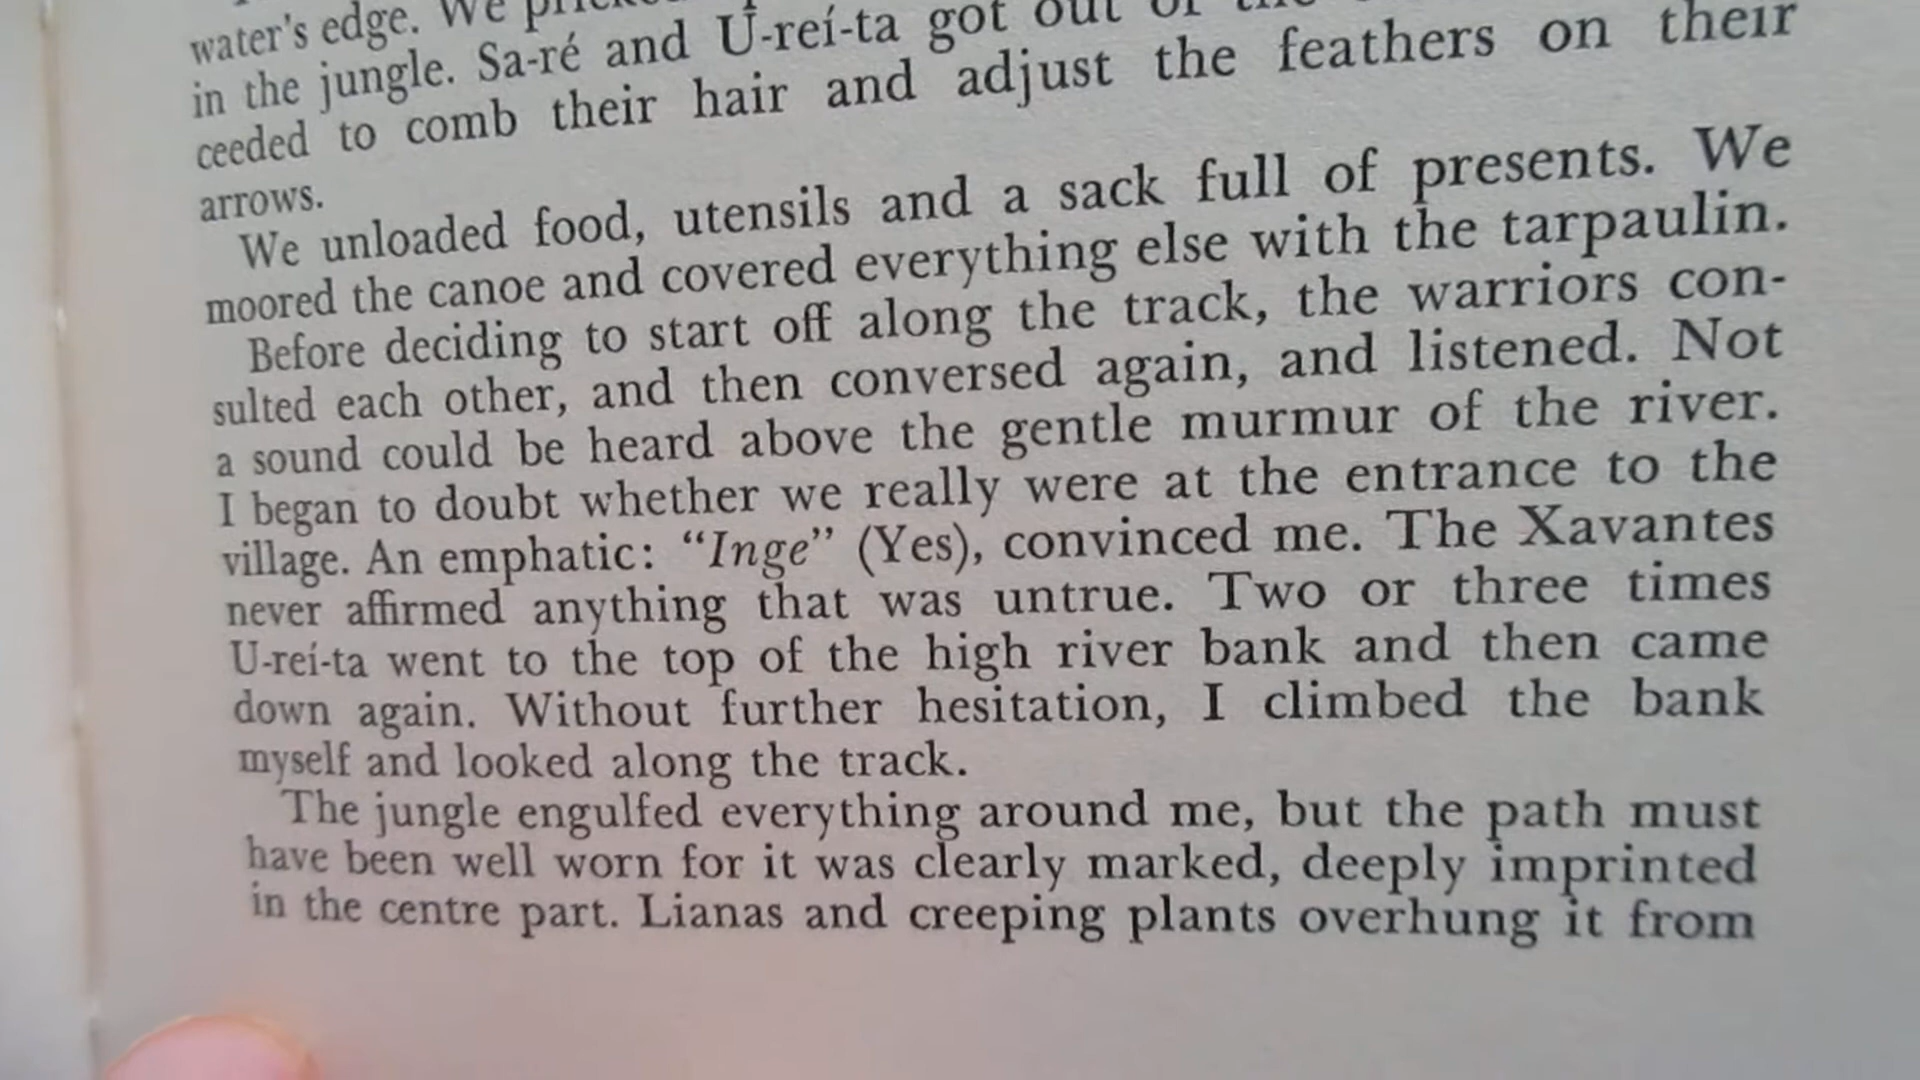 water's edge. We
in the jungle. Sa-ré and U-reí-ta got out of the
ceeded to comb their hair and adjust the feathers on their
arrows.
We unloaded food, utensils and a sack full of presents. We
moored the canoe and covered everything else with the tarpaulin.
Before deciding to start off along the track, the warriors con-
sulted each other, and then conversed again, and listened. Not
a sound could be heard above the gentle murmur of the river.
I began to doubt whether we really were at the entrance to the
village. An emphatic: “Inge” (Yes), convinced me. The Xavantes
never affirmed anything that was untrue. Two or three times
U-reí-ta went to the top of the high river bank and then came
down again. Without further hesitation, I climbed the bank
myself and looked along the track.
The jungle engulfed everything around me, but the path must
have been well worn for it was clearly marked, deeply imprinted
in the centre part. Lianas and creeping plants overhung it from